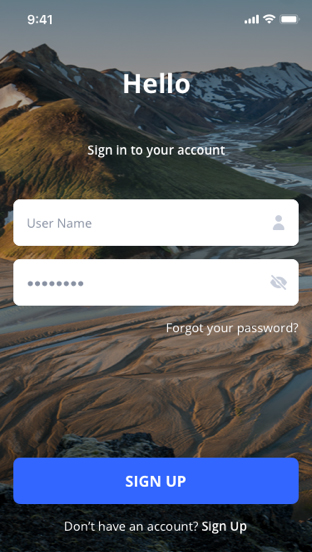 9:41
Hello
Sign in to your account
User Name
Forgot your password?
SIGN UP
Don't have an account? Sign Up